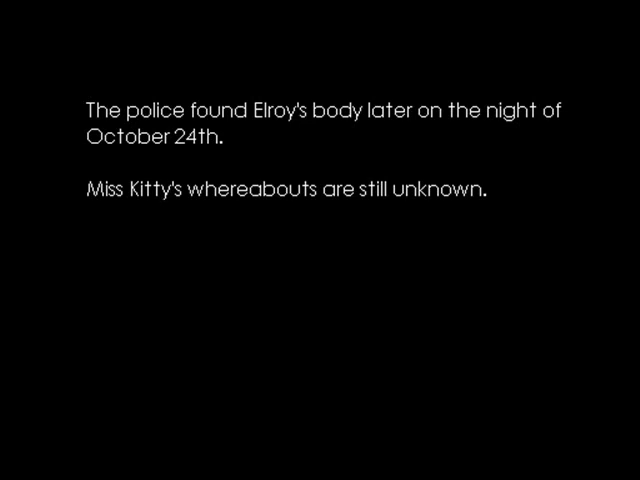 The police found Elroy's body later on the night of
October 24th.
Miss Kitty's whereabouts are still unknown.